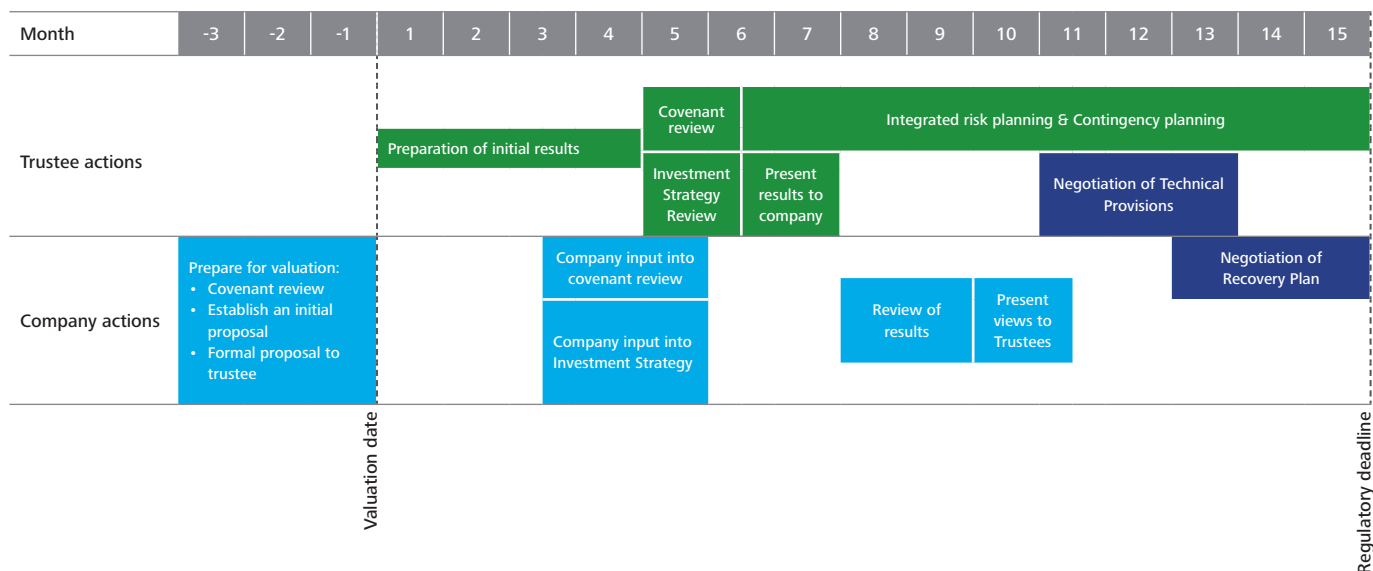 Month -3 -2 -1 1 2 3 4 5 6 7 8 9 10 11 12 13 14 15
Trustee actions
Preparation of initial results
Covenant
review
Integrated risk planning & Contingency planning
Investment
Strategy
Review
Present
results to
company
Negotiation of Technical
Provisions
Company actions
Prepare for valuation:
• Covenant review
• Establish an initial
proposal
• Formal proposal to
trustee
Company input into
covenant review
Company input into
Investment Strategy
Review of
results
Present
views to
Trustees
Negotiation of
Recovery Plan
Valuation date
Regulatory deadline